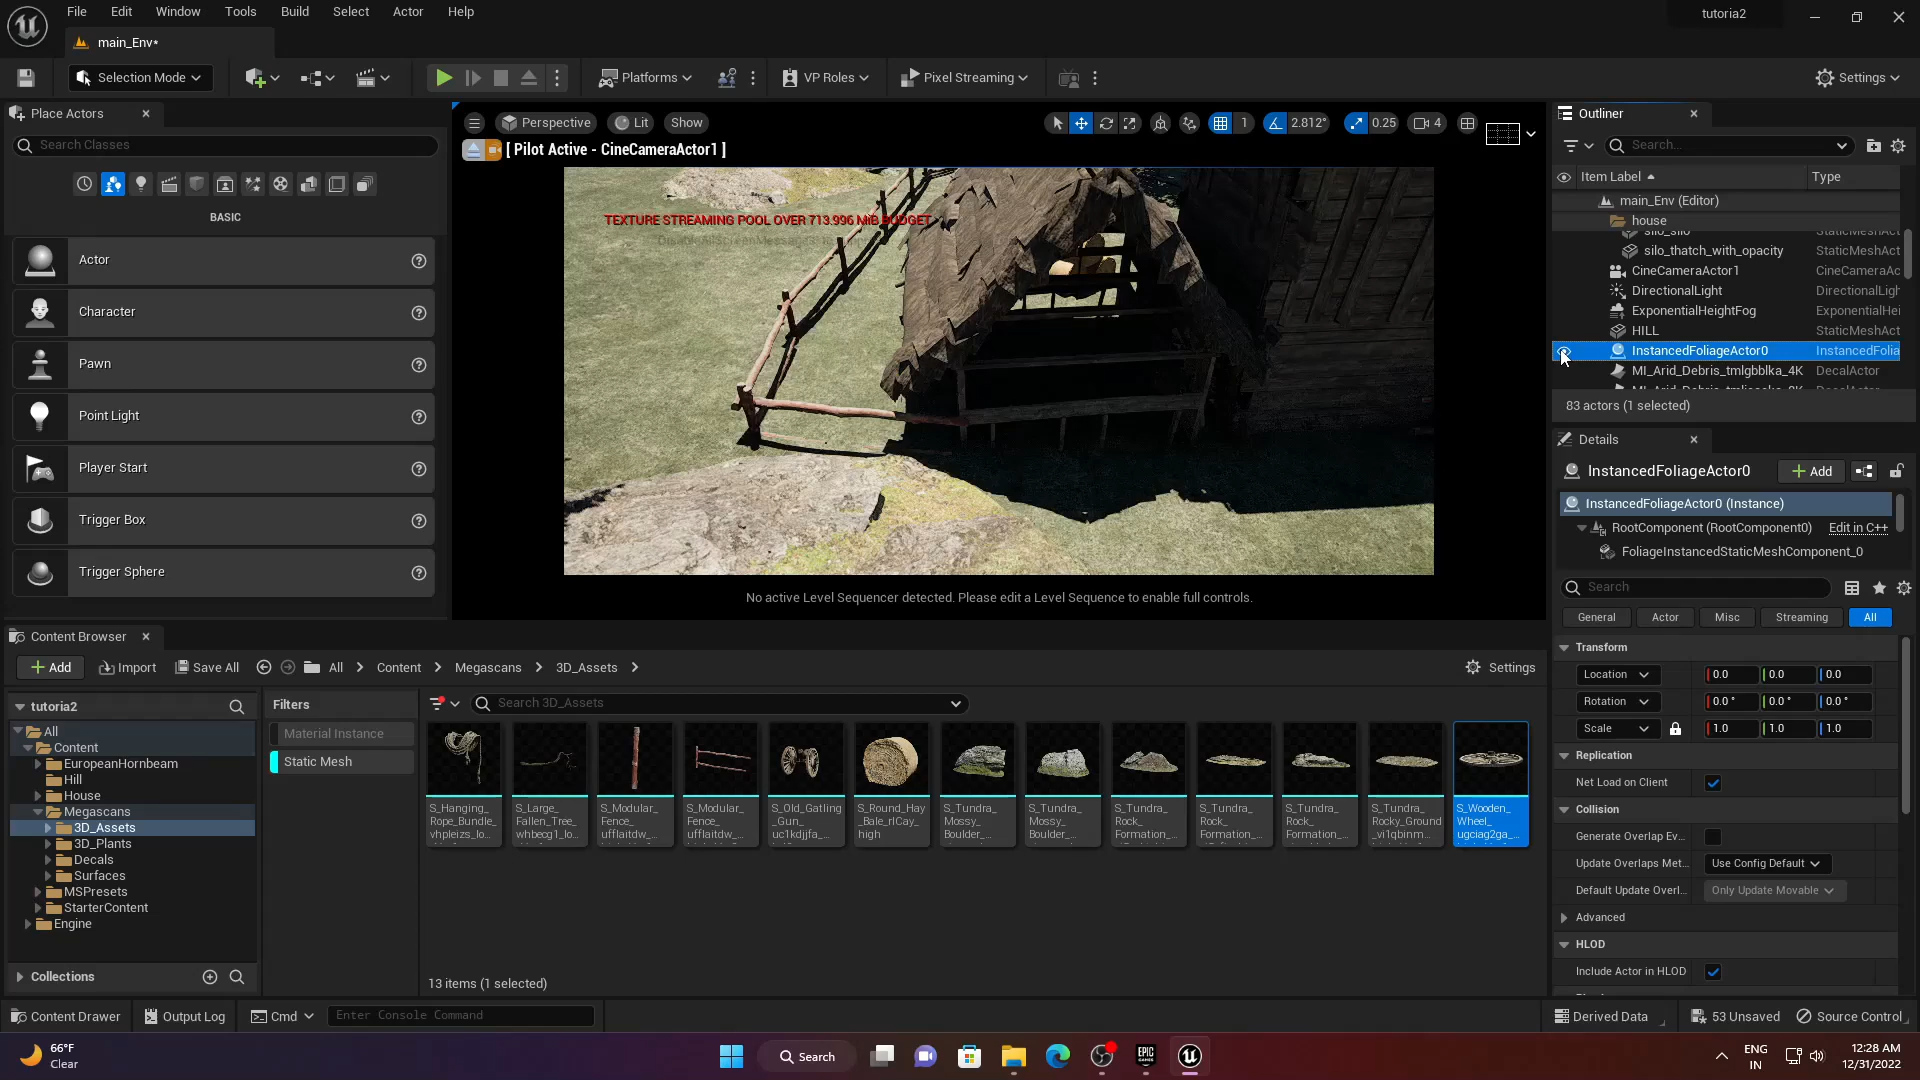 File Edit Window Tools Build Select Actor Help
tutoria2
main_Env*
Selection Mode
Platforms
VP Roles
Pixel Streaming
Settings
Place Actors
Search Classes
BASIC
Actor
Character
Pawn
Point Light
Player Start
Trigger Box
Trigger Sphere
Perspective Lit Show
1 2.812° 0.25 4
[ Pilot Active - CineCameraActor1 ]
TEXTURE STREAMING POOL OVER 713.996 MiB BUDGET
No active Level Sequencer detected. Please edit a Level Sequence to enable full controls.
Outliner
Search...
Item Label Type
main_Env (Editor)
house
silo_silo StaticMeshAct
silo_thatch_with_opacity StaticMeshAct
CineCameraActor1 CineCameraAc
DirectionalLight DirectionalLigh
ExponentialHeightFog ExponentialHei
HILL StaticMeshAct
InstancedFoliageActor0 InstancedFolia
MI_Arid_Debris_tmlgbblka_4K DecalActor
83 actors (1 selected)
Details
InstancedFoliageActor0 Add
InstancedFoliageActor0 (Instance)
RootComponent (RootComponent0) Edit in C++
FoliageInstancedStaticMeshComponent_0
Search
General Actor Misc Streaming All
Transform
Location 0.0 0.0 0.0
Rotation 0.0 ° 0.0 ° 0.0 °
Scale 1.0 1.0 1.0
Replication
Net Load on Client
Collision
Generate Overlap Ev...
Update Overlaps Met... Use Config Default
Default Update Overl... Only Update Movable
Advanced
HLOD
Include Actor in HLOD
Content Browser
Add Import Save All All Content Megascans 3D_Assets Settings
tutoria2
All
Content
EuropeanHornbeam
Hill
House
Megascans
3D_Assets
3D_Plants
Decals
Surfaces
MSPresets
StarterContent
Engine
Collections
Filters
Material Instance
Static Mesh
Search 3D_Assets
S_Hanging_
Rope_Bundle_
vhpleizs_lo...
S_Large_
Fallen_Tree_
whbecg1_lo...
S_Modular_
Fence_
ufflaitdw_...
S_Modular_
Fence_
ufflaitdw_...
S_Old_Gatling
_Gun_
uc1kdjjfa_...
S_Round_Hay
_Bale_rlCay_
high
S_Tundra_
Mossy_
Boulder_...
S_Tundra_
Mossy_
Boulder_...
S_Tundra_
Rock_
Formation_...
S_Tundra_
Rock_
Formation_...
S_Tundra_
Rock_
Formation_...
S_Tundra_
Rocky_Ground
_vi1qbinm...
S_Wooden_
Wheel_
ugciag2ga_...
13 items (1 selected)
Content Drawer Output Log Cmd Enter Console Command Derived Data 53 Unsaved Source Control
66°F
Clear
Search
ENG
IN
12:28 AM
12/31/2022